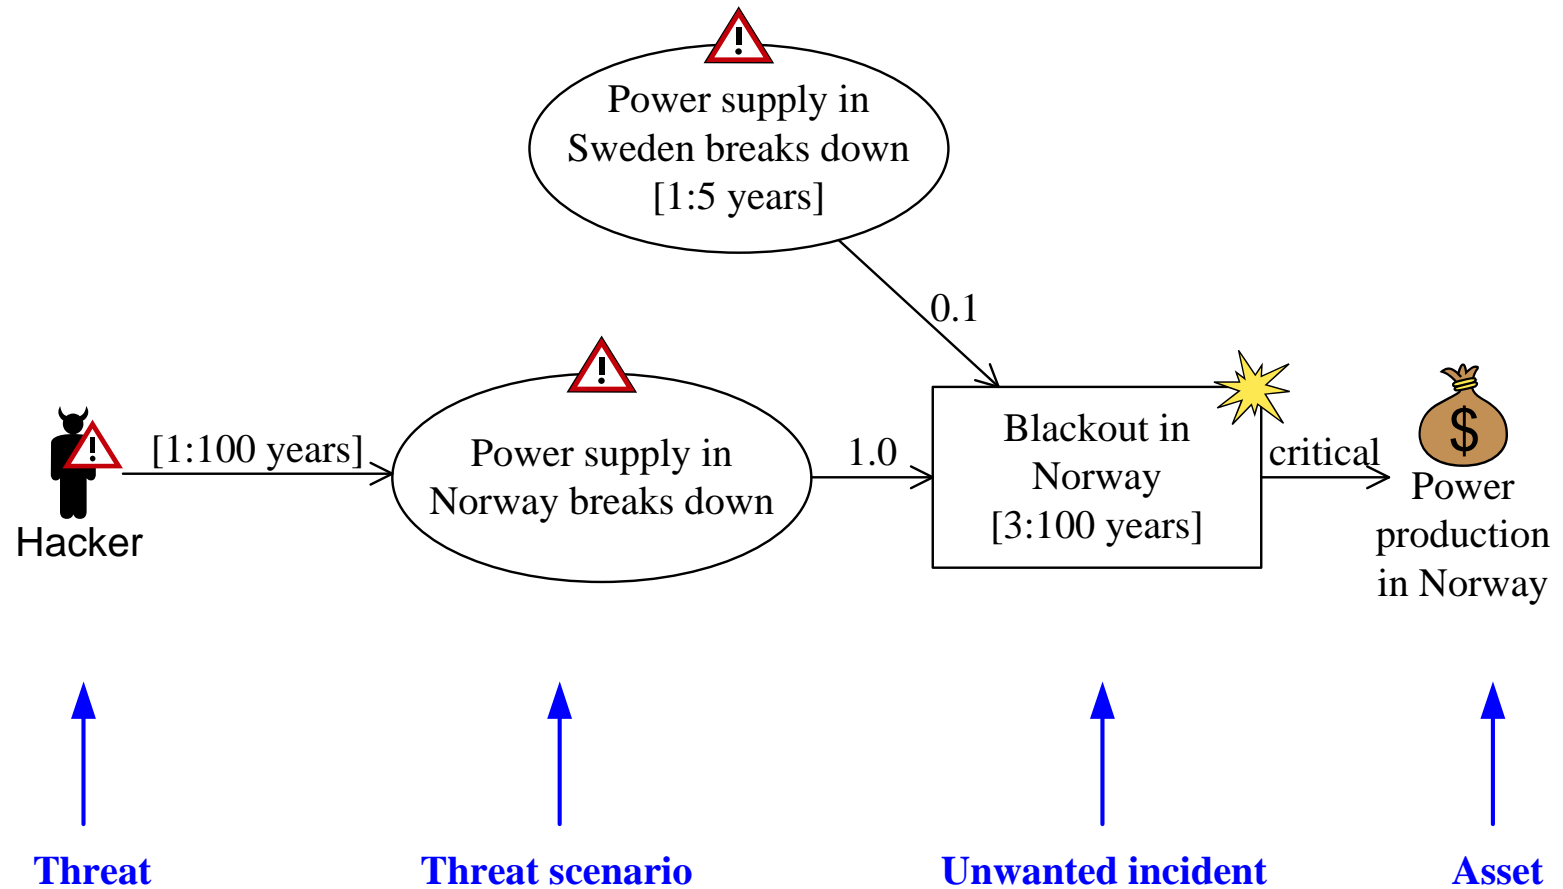 Power supply in
Sweden breaks down
[1:5 years]
0.1
Hacker
[1:100 years]
Power supply in
Norway breaks down
1.0
Blackout in
Norway
[3:100 years]
critical
$
Power
production
in Norway
Threat
Threat scenario
Unwanted incident
Asset